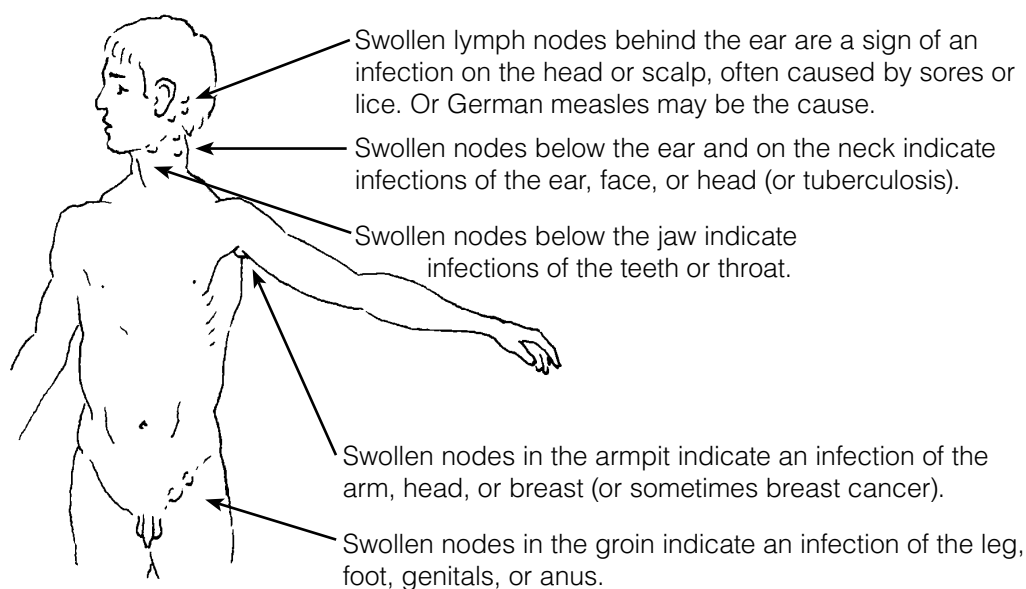 Swollen lymph nodes behind the ear are a sign of an
infection on the head or scalp, often caused by sores or
lice. Or German measles may be the cause.
Swollen nodes below the ear and on the neck indicate
infections of the ear, face, or head (or tuberculosis).
Swollen nodes below the jaw indicate
infections of the teeth or throat.
Swollen nodes in the armpit indicate an infection of the
arm, head, or breast (or sometimes breast cancer).
Swollen nodes in the groin indicate an infection of the leg,
foot, genitals, or anus.